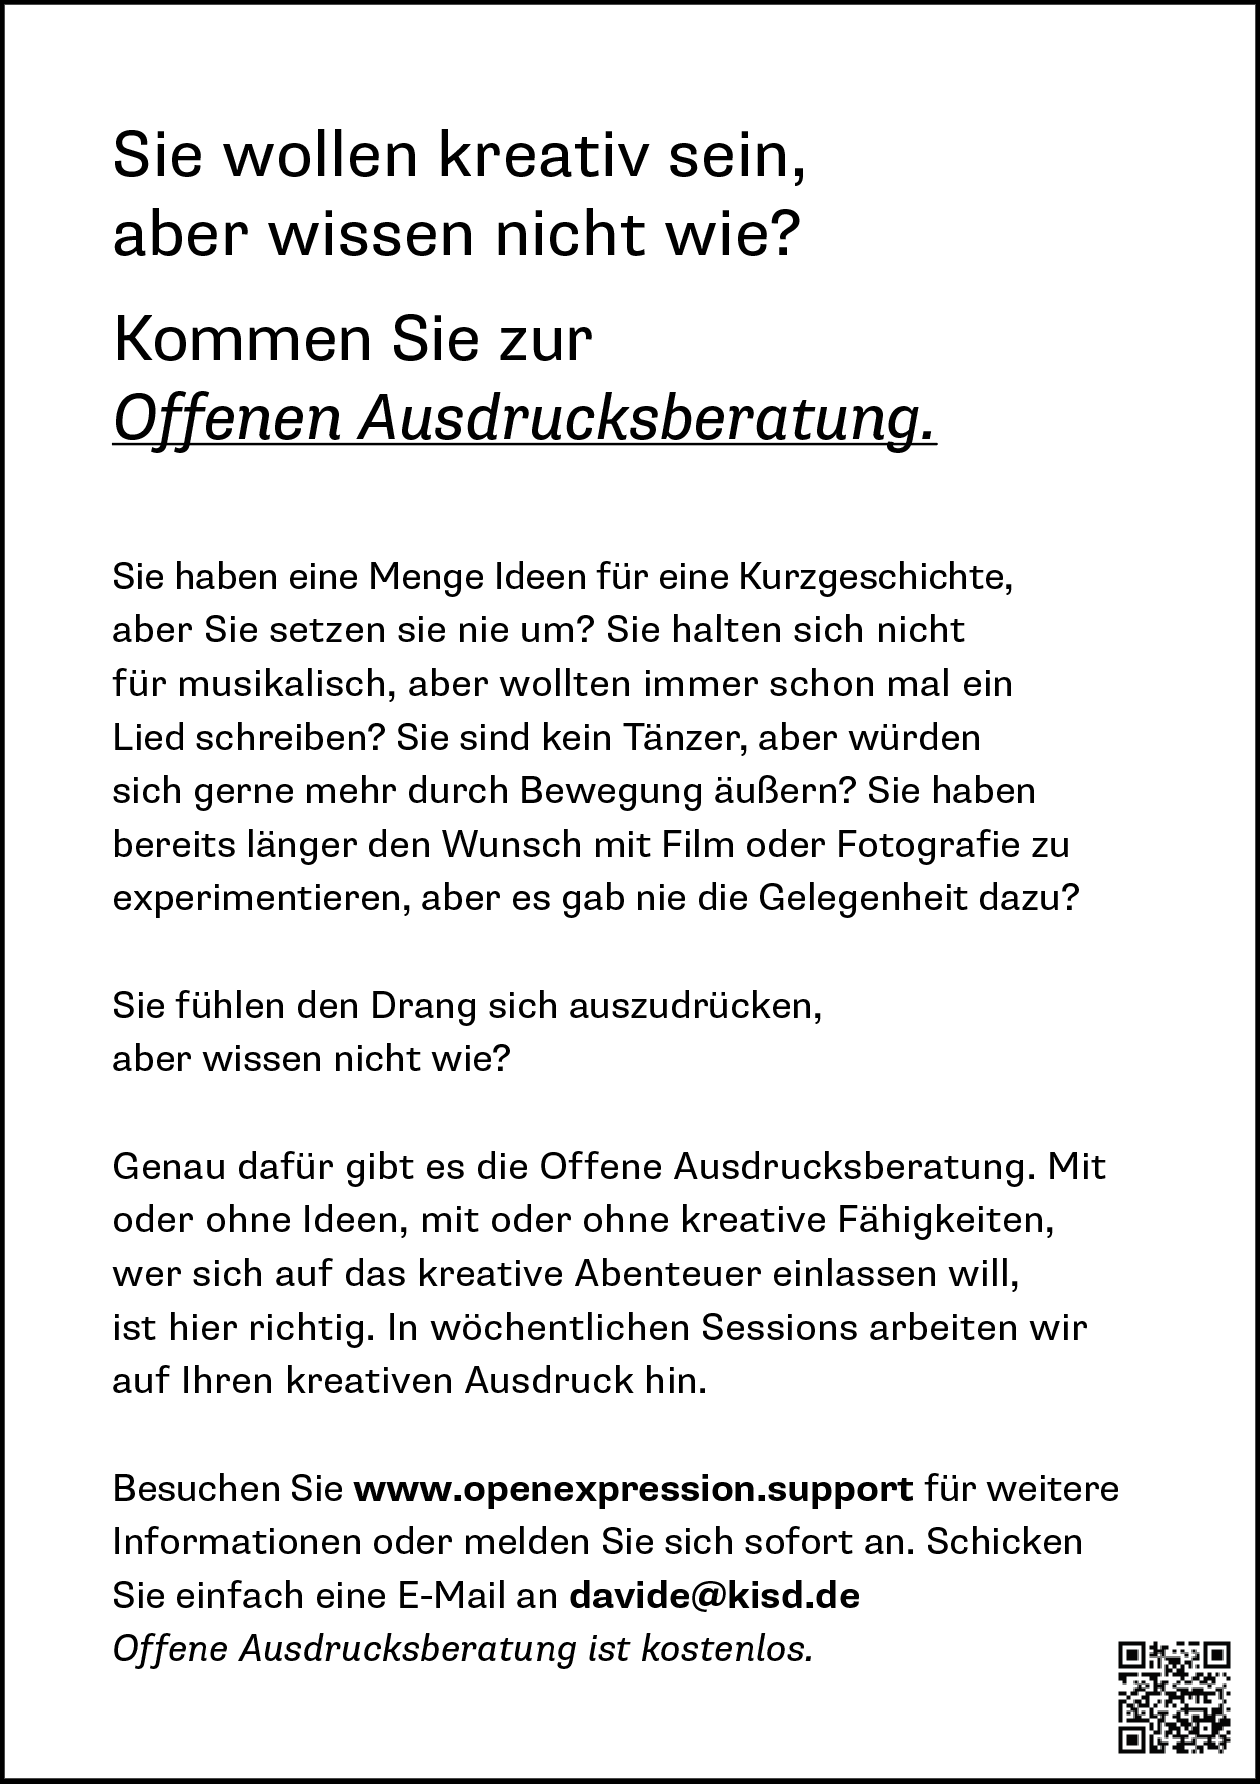 Sie wollen kreativ sein,
aber wissen nicht wie?
Kommen Sie zur
Offenen Ausdrucksberatung.
Sie haben eine Menge Ideen für eine Kurzgeschichte,
aber Sie setzen sie nie um? Sie halten sich nicht
für musikalisch, aber wollten immer schon mal ein
Lied schreiben? Sie sind kein Tänzer, aber würden
sich gerne mehr durch Bewegung äußern? Sie haben
bereits länger den Wunsch mit Film oder Fotografie zu
experimentieren, aber es gab nie die Gelegenheit dazu?
Sie fühlen den Drang sich auszudrücken,
aber wissen nicht wie?
Genau dafür gibt es die Offene Ausdrucksberatung. Mit
oder ohne Ideen, mit oder ohne kreative Fähigkeiten,
wer sich auf das kreative Abenteuer einlassen will,
ist hier richtig. In wöchentlichen Sessions arbeiten wir
auf Ihren kreativen Ausdruck hin.
Besuchen Sie www.openexpression.support für weitere
Informationen oder melden Sie sich sofort an. Schicken
Sie einfach eine E-Mail an davide@kisd.de
Offene Ausdrucksberatung ist kostenlos.